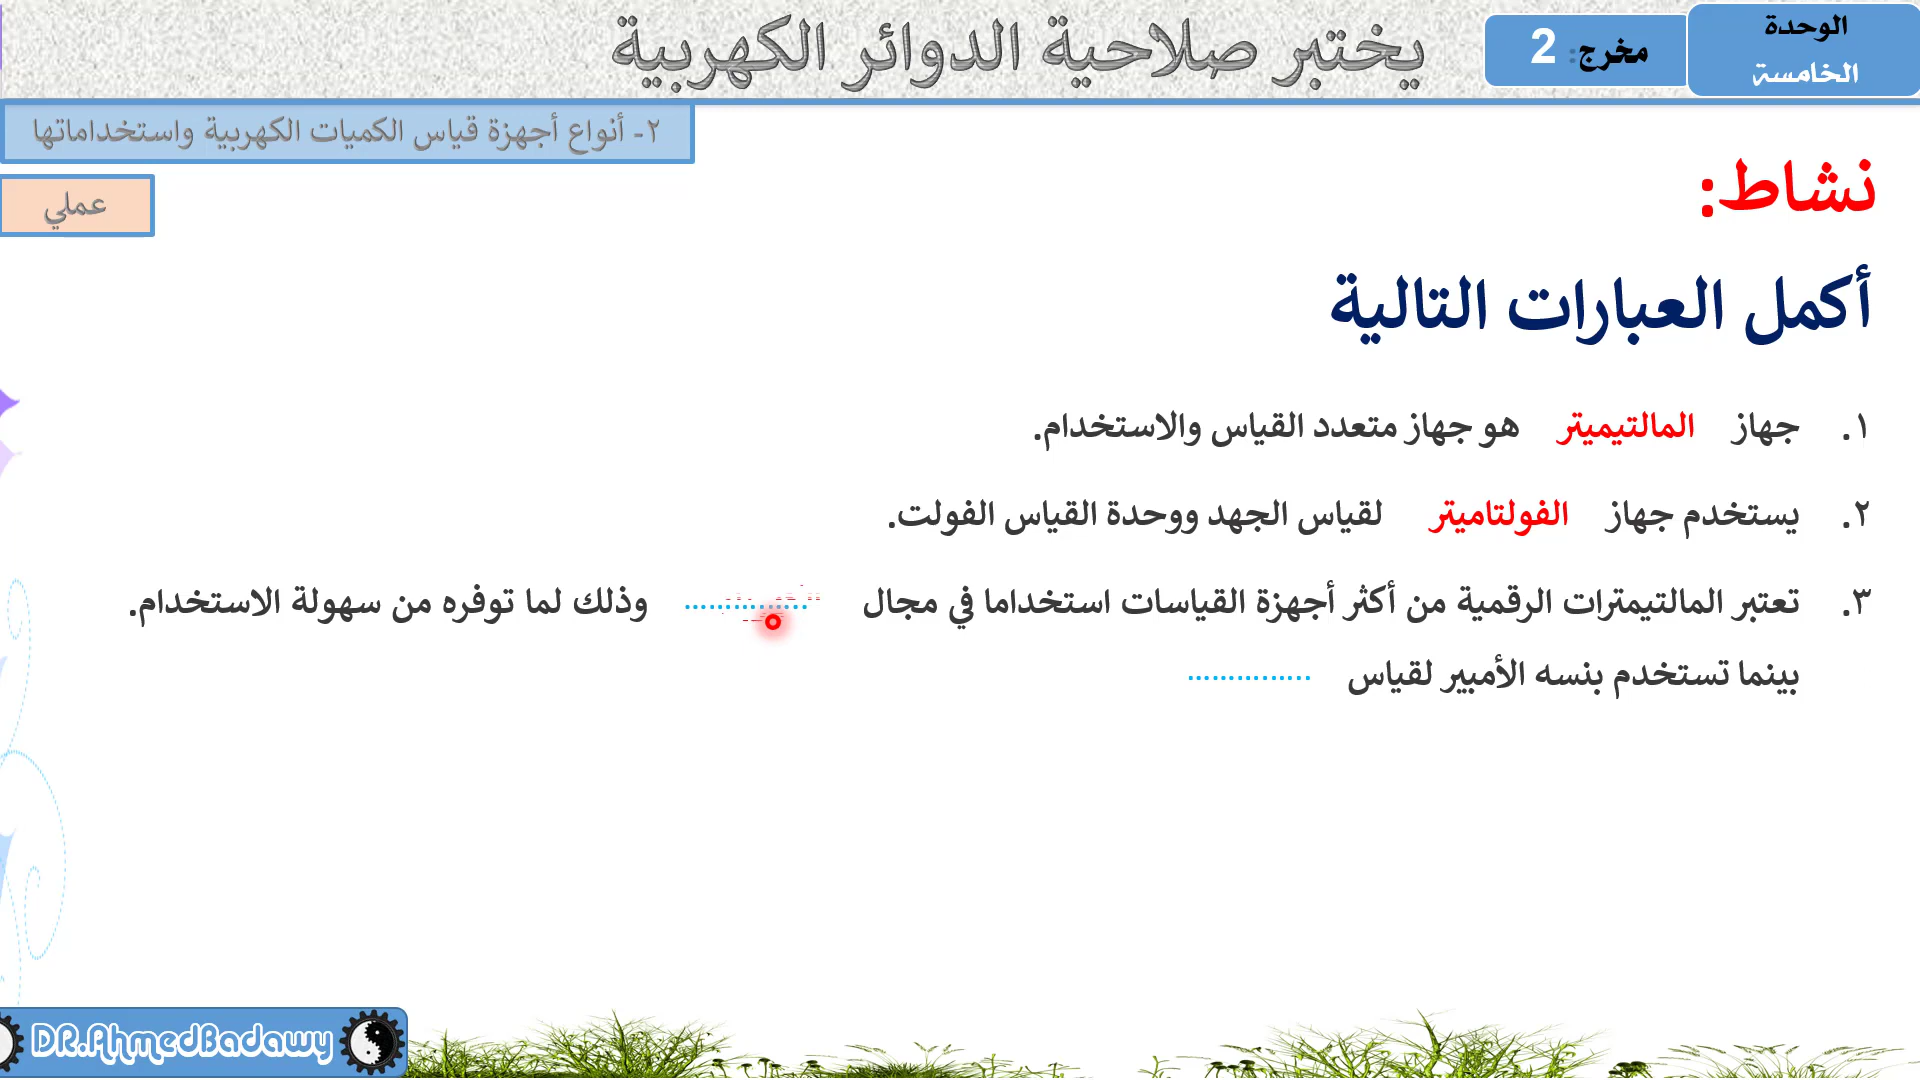 الوحدة
الخامسة
مخرج: 2
يختبر صلاحية الدوائر الكهربية
٢- أنواع أجهزة قياس الكميات الكهربية واستخداماتها
عملي
نشاط:
أكمل العبارات التالية
١. جهاز المالتيميتر هو جهاز متعدد القياس والاستخدام.
٢. يستخدم جهاز الفولتاميتر لقياس الجهد ووحدة القياس الفولت.
٣. تعتبر المالتيمترات الرقمية من أكثر أجهزة القياسات استخداما في مجال ............... وذلك لما توفره من سهولة الاستخدام.
بينما تستخدم بنسه الأمبير لقياس ...............
DR.AhmedBadawy